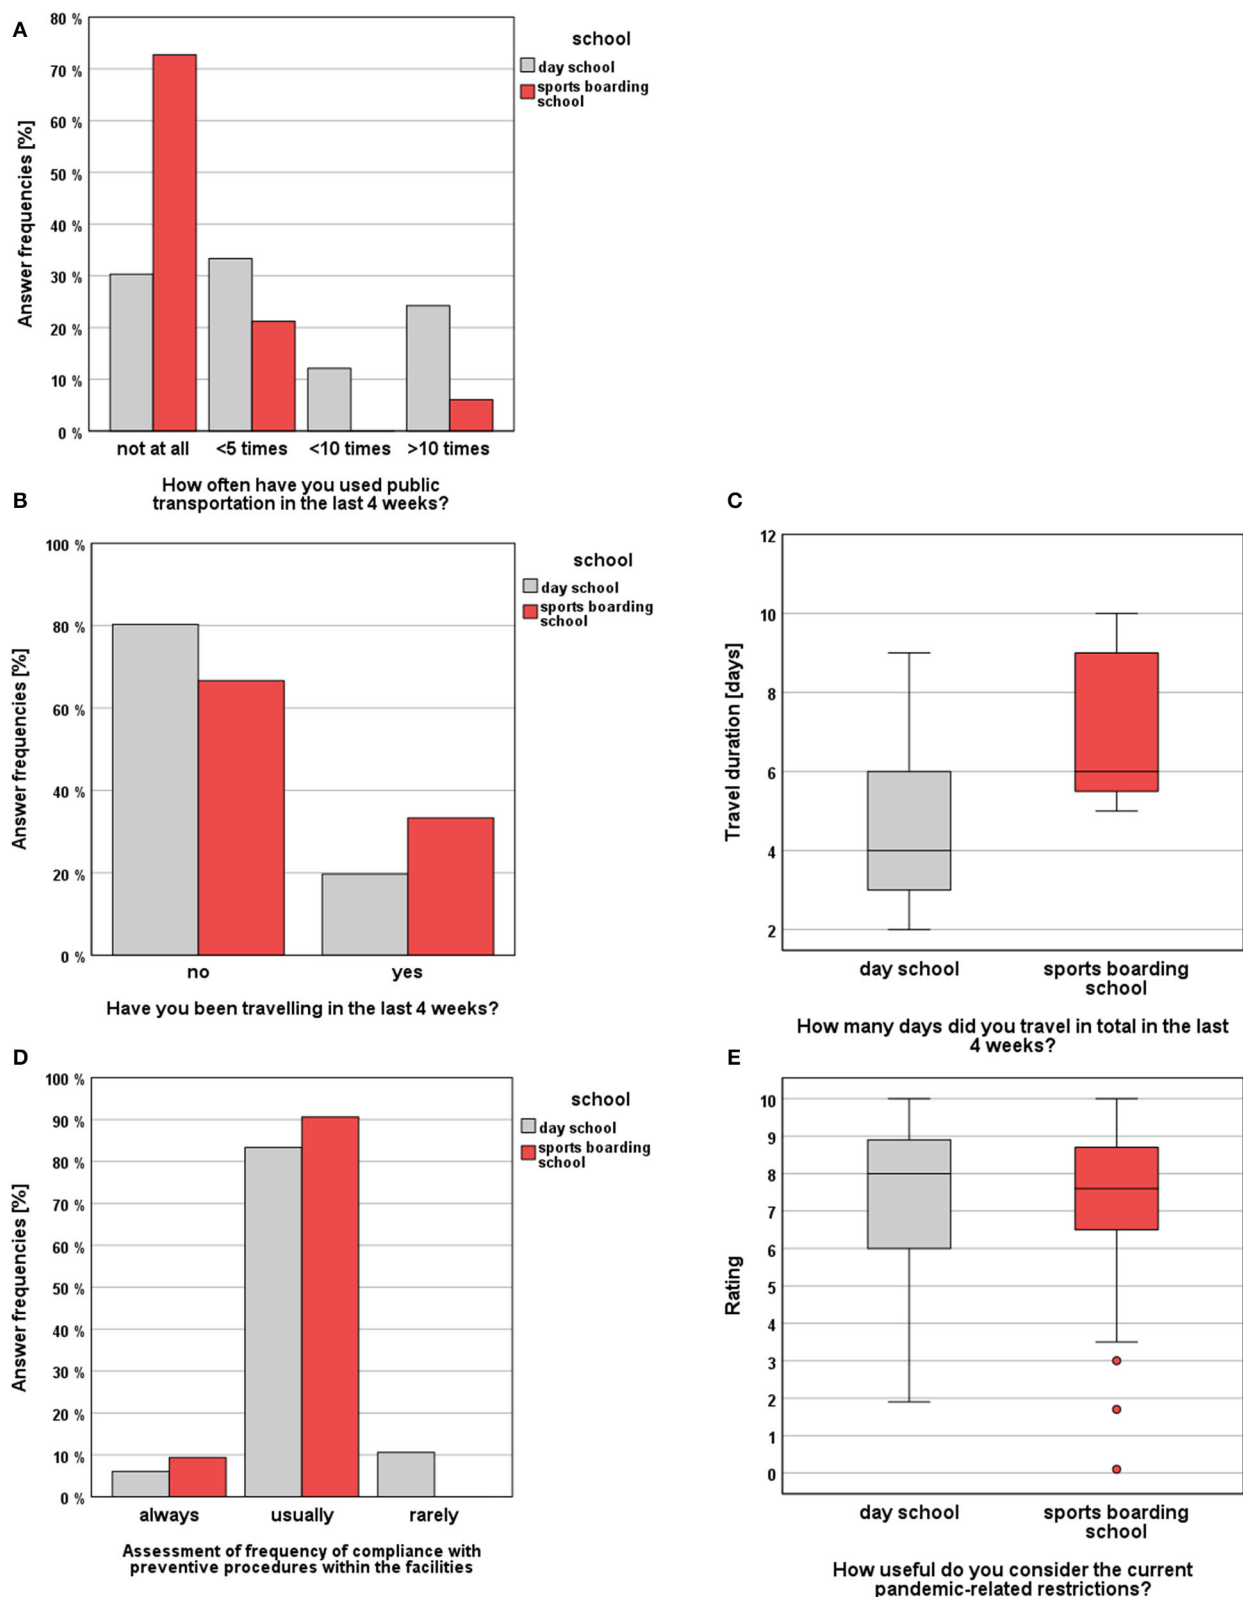 A
80 %
70 %
60 %
50 %
40 %
30 %
20 %
10 %
0 %
Answer frequencies [%]
school
day school
sports boarding
school
not at all
<5 times
<10 times
>10 times
How often have you used public
transportation in the last 4 weeks?
B
100 %
80 %
60 %
40 %
20 %
0 %
Answer frequencies [%]
school
day school
sports boarding
school
no
yes
Have you been travelling in the last 4 weeks?
C
12
10
8
6
4
2
Travel duration [days]
day school
sports boarding
school
How many days did you travel in total in the last
4 weeks?
D
100 %
90 %
80 %
70 %
60 %
50 %
40 %
30 %
20 %
10 %
0 %
Answer frequencies [%]
school
day school
sports boarding
school
always
usually
rarely
Assessment of frequency of compliance with
preventive procedures within the facilities
E
10
9
8
7
6
5
4
3
2
1
0
Rating
day school
sports boarding
school
How useful do you consider the current
pandemic-related restrictions?